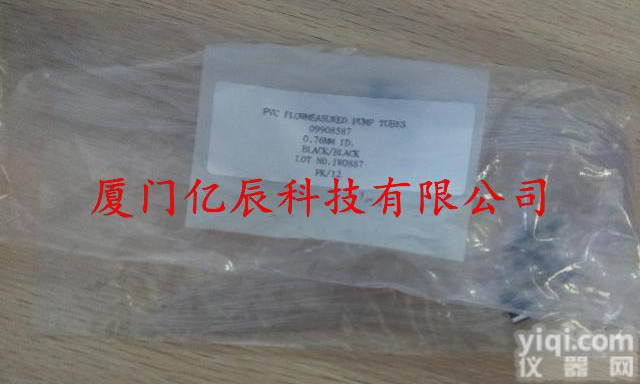 PVC FLOWMEASURED PUMP TUBES
09908587
0.76MM ID.
BLACK/BLACK
LOT NO.1W0887
PK/12
厦门亿辰科技有限公司
yiqi.com
仪器网